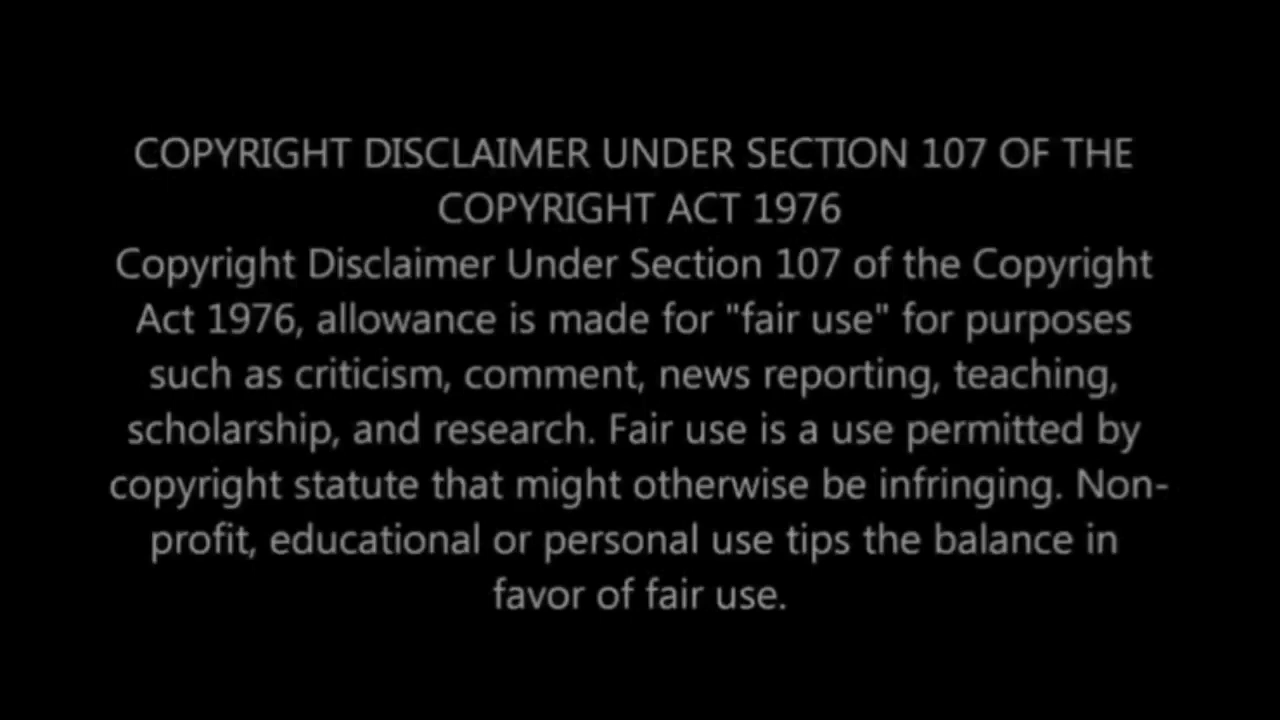 COPYRIGHT DISCLAIMER UNDER SECTION 107 OF THE
COPYRIGHT ACT 1976
Copyright Disclaimer Under Section 107 of the Copyright
Act 1976, allowance is made for "fair use" for purposes
such as criticism, comment, news reporting, teaching,
scholarship, and research. Fair use is a use permitted by
copyright statute that might otherwise be infringing. Non-
profit, educational or personal use tips the balance in
favor of fair use.